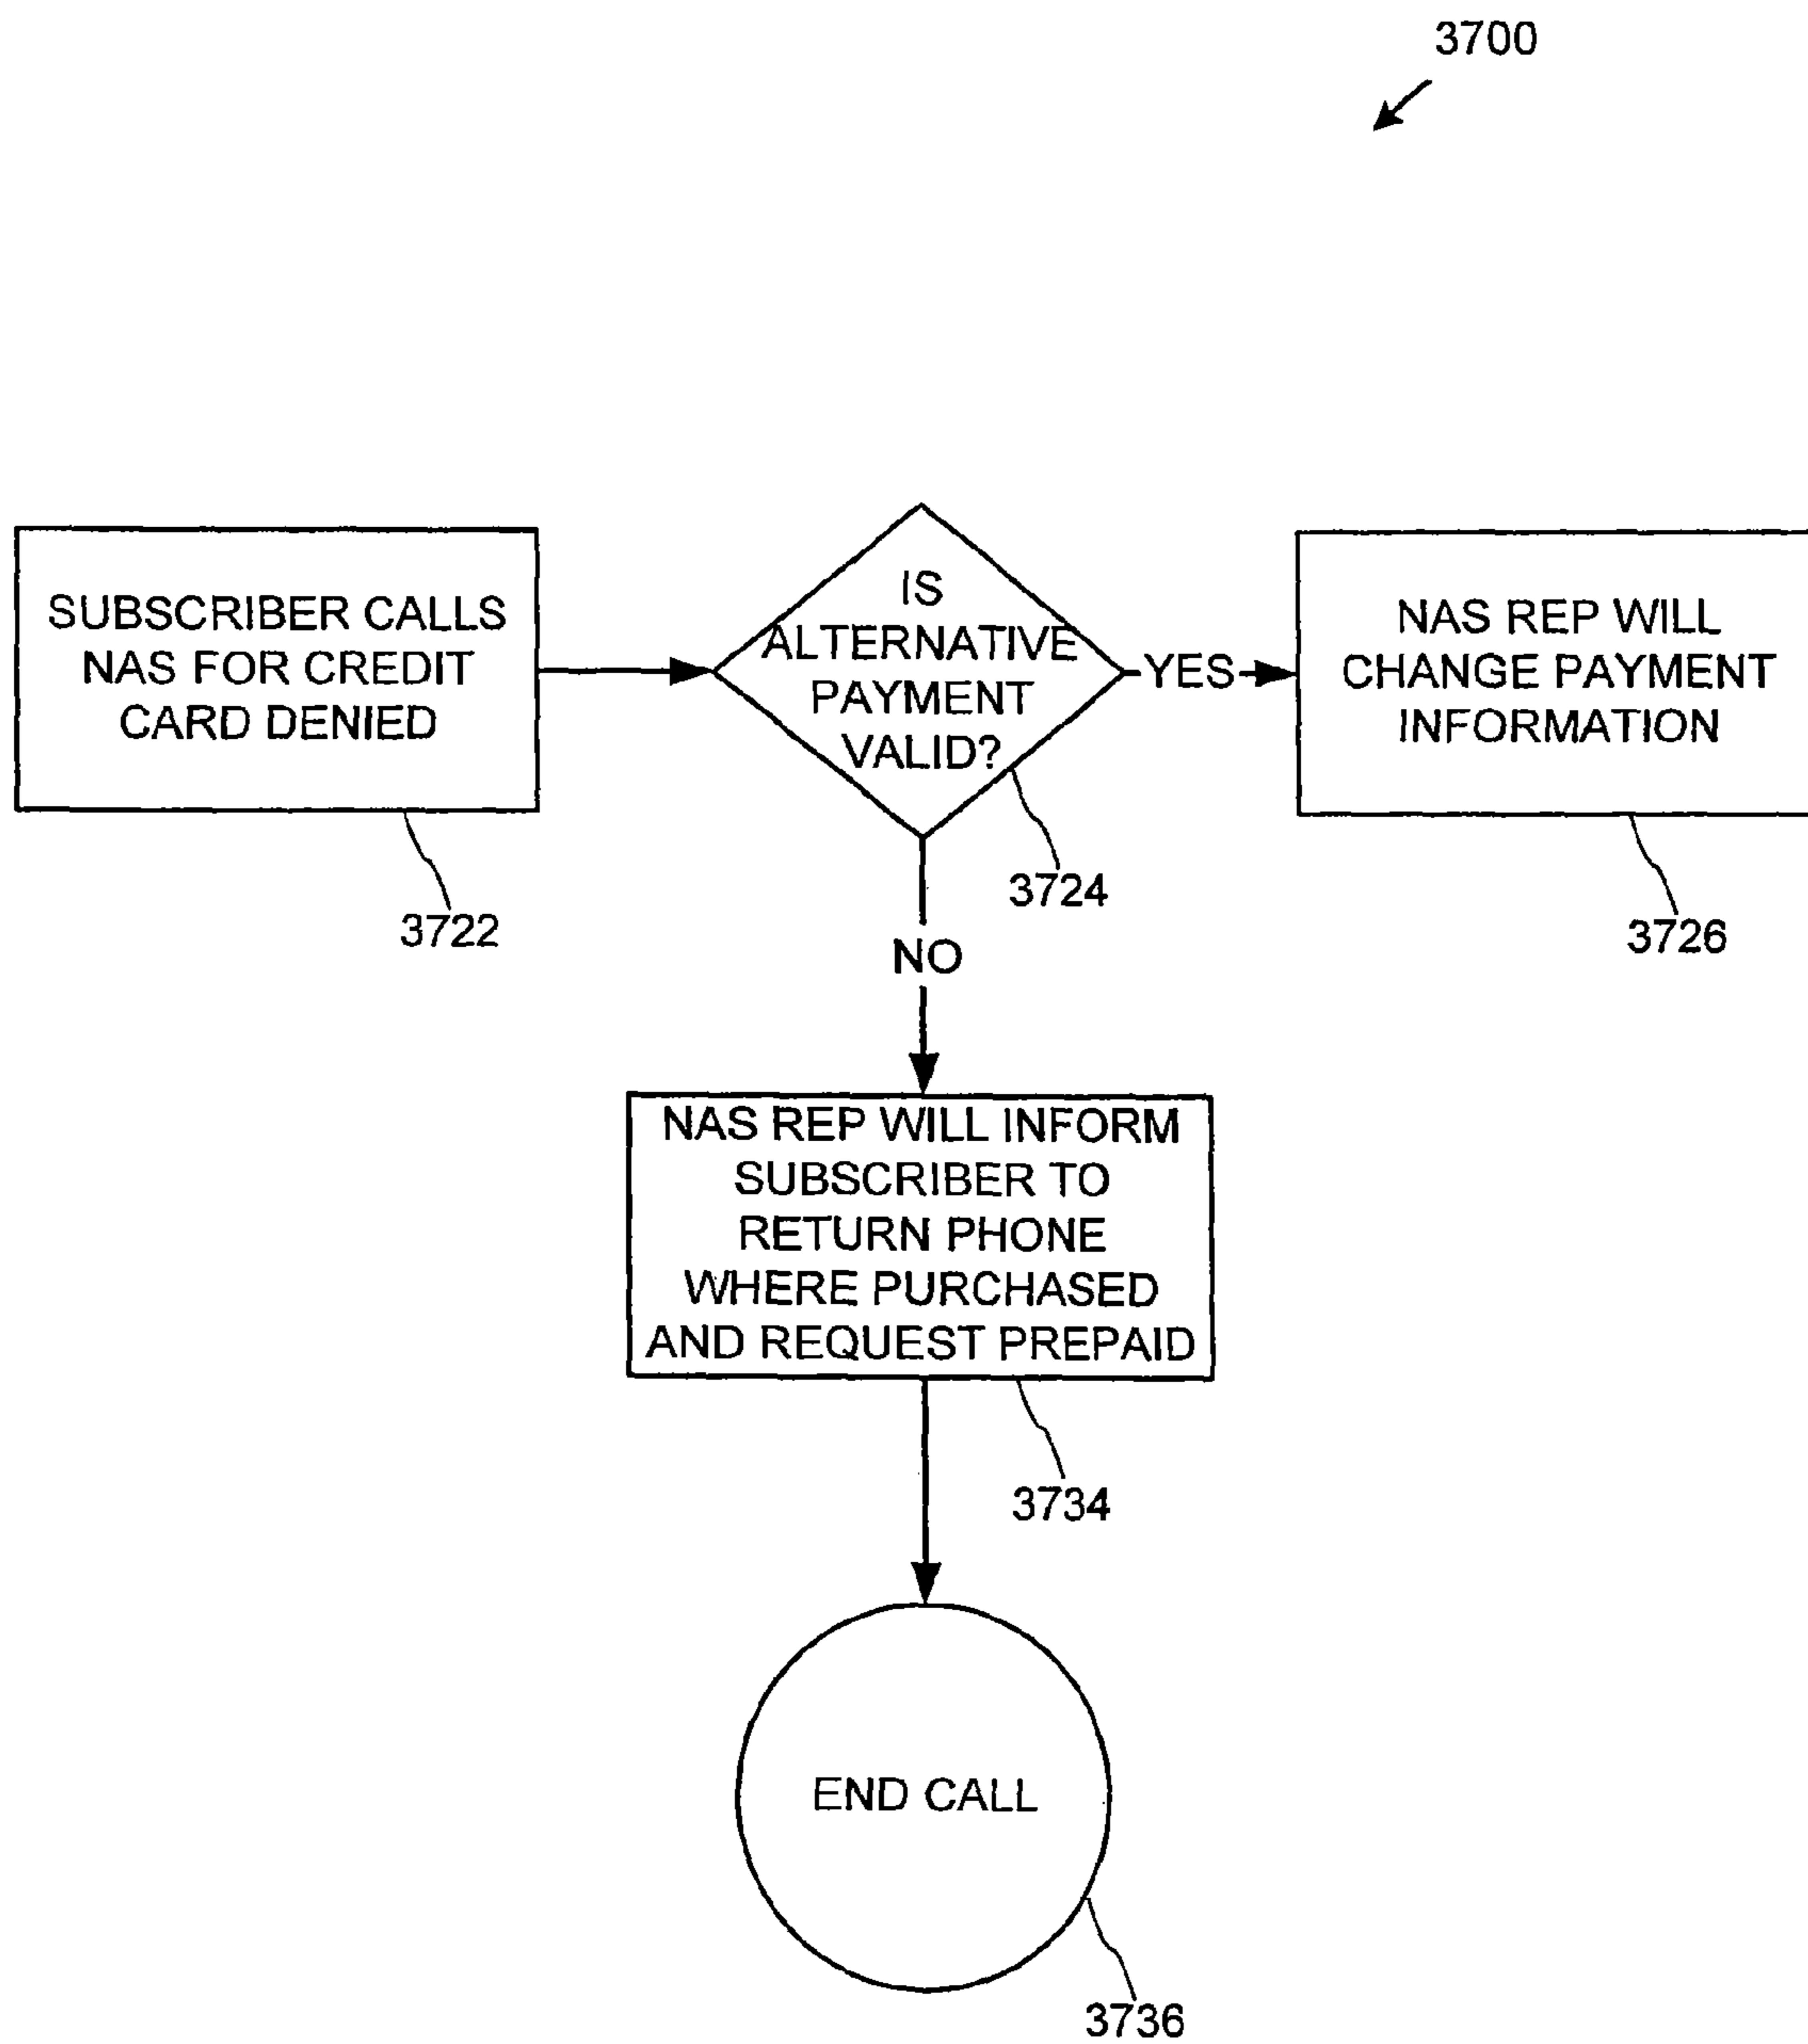 3700
SUBSCRIBER CALLS
NAS FOR CREDIT
CARD DENIED
3722
IS
ALTERNATIVE
PAYMENT
VALID?
3724
YES
NAS REP WILL
CHANGE PAYMENT
INFORMATION
3726
NO
NAS REP WILL INFORM
SUBSCRIBER TO
RETURN PHONE
WHERE PURCHASED
AND REQUEST PREPAID
3734
END CALL
3736